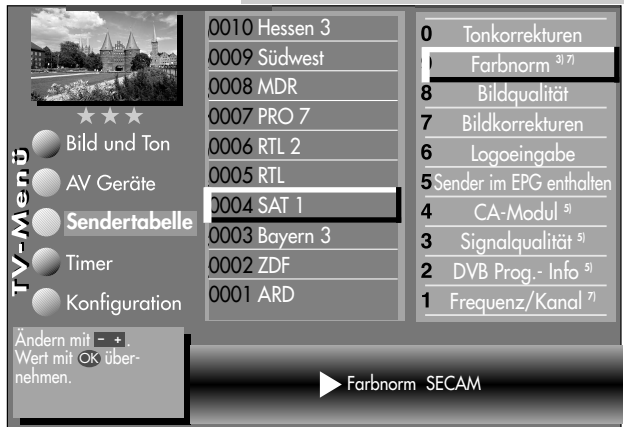 TV-Menü
Bild und Ton
AV Geräte
Sendertabelle
Timer
Konfiguration
0010 Hessen 3
0009 Südwest
0008 MDR
0007 PRO 7
0006 RTL 2
0005 RTL
0004 SAT 1
0003 Bayern 3
0002 ZDF
0001 ARD
0 Tonkorrekturen
9 Farbnorm 3) 7)
8 Bildqualität
7 Bildkorrekturen
6 Logoeingabe
5 Sender im EPG enthalten
4 CA-Modul 5)
3 Signalqualität 5)
2 DVB Prog.- Info 5)
1 Frequenz/Kanal 7)
Ändern mit - + .
Wert mit OK über-
nehmen.
Farbnorm SECAM